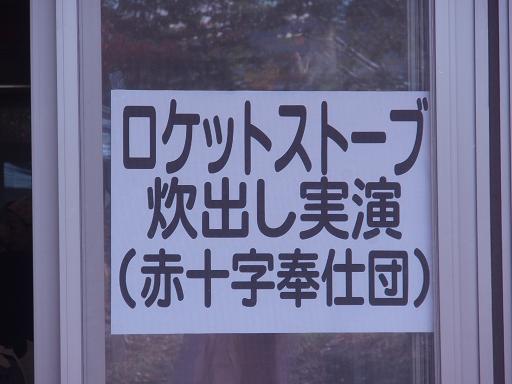 ロケットストーブ
炊出し実演
(赤十字奉仕団)